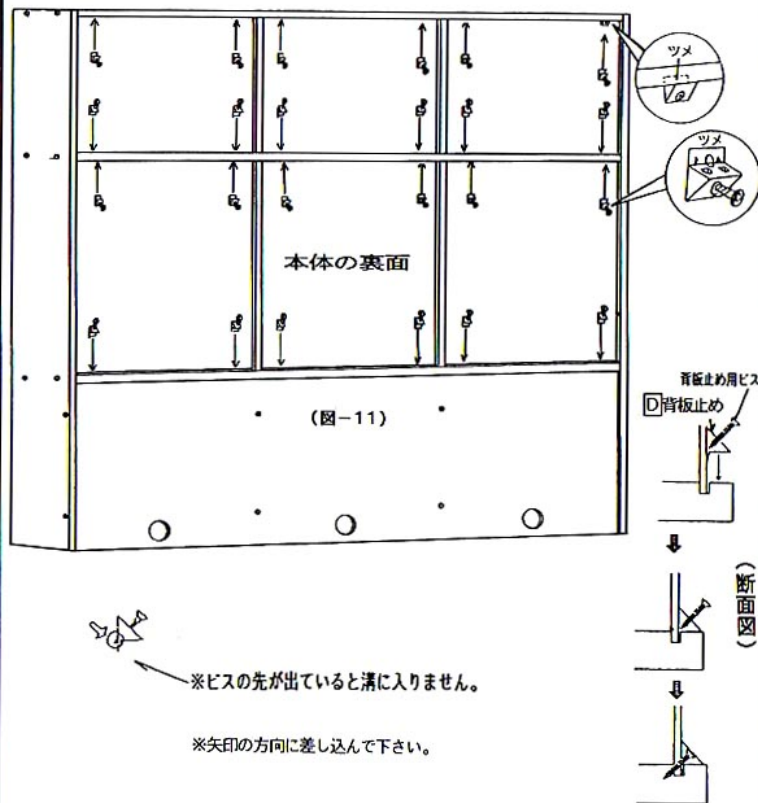 ツメ
ツメ
本体の裏面
(図-11)
背板止め用ビス
D背板止め
(断面図)
※ビスの先が出ていると溝に入りません。
※矢印の方向に差し込んで下さい。